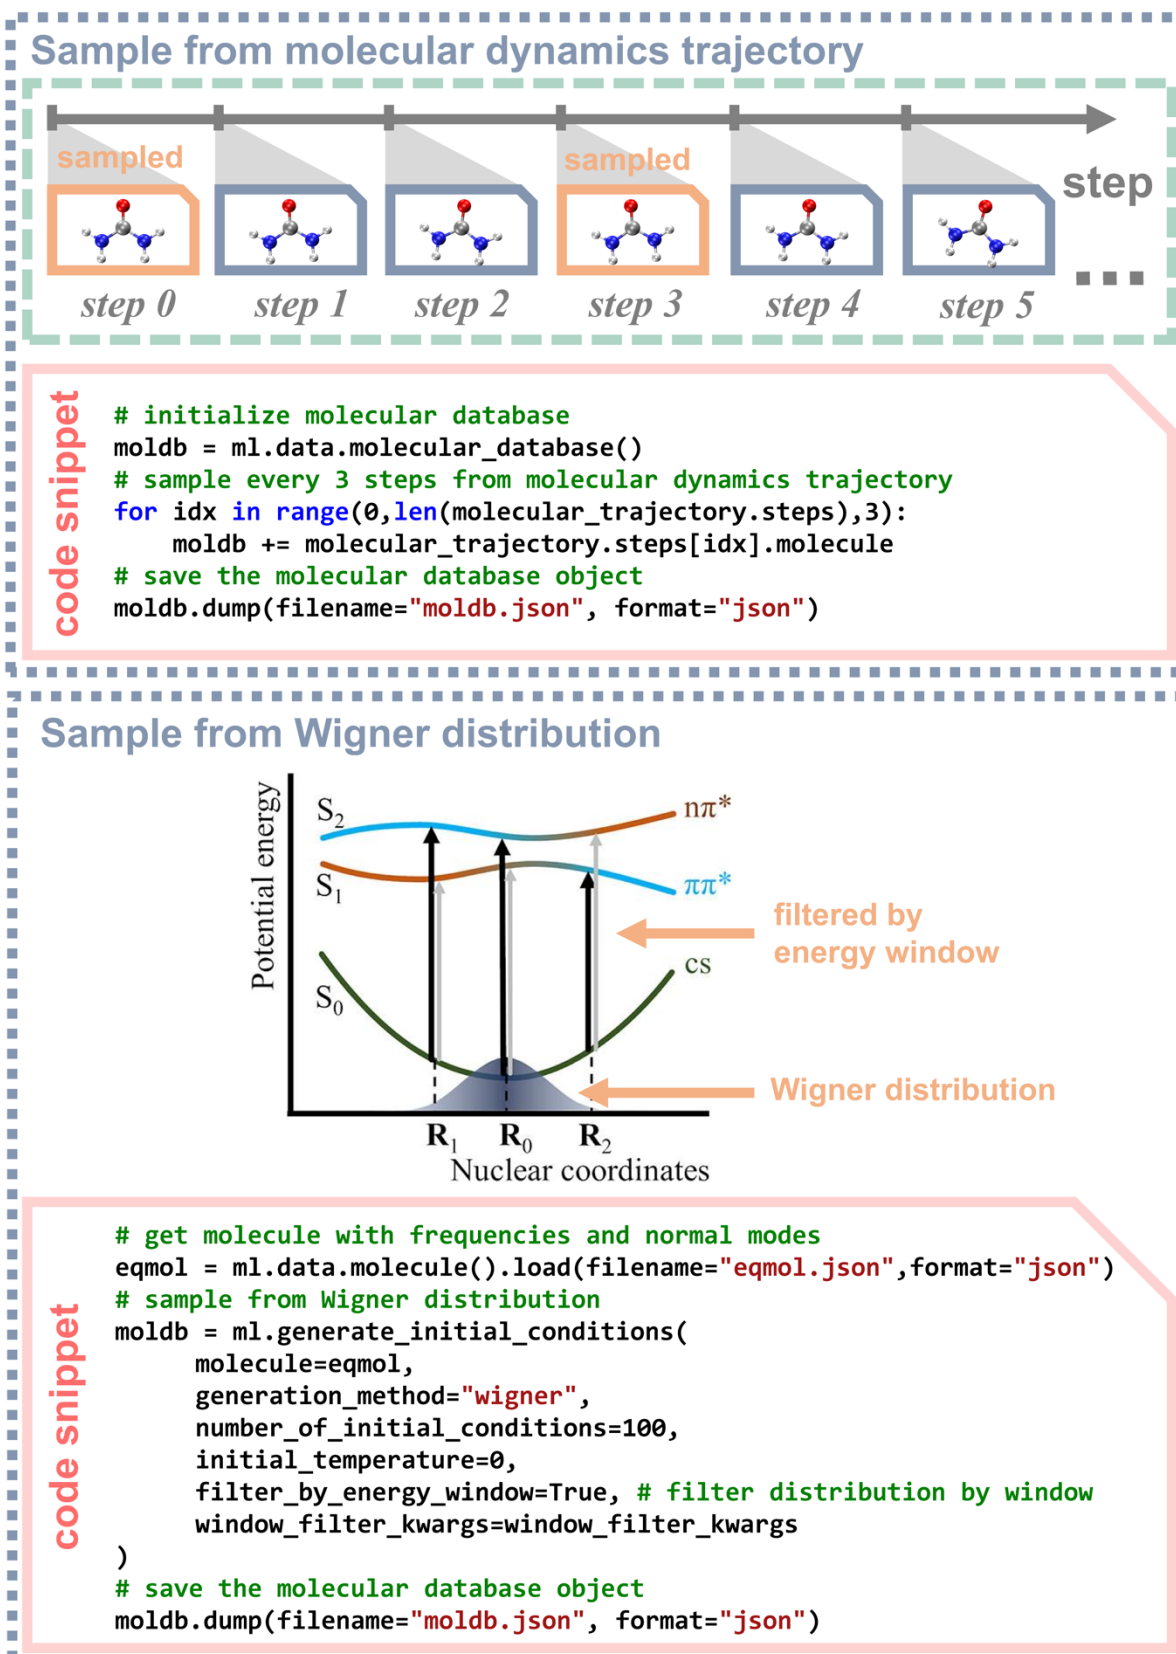 Sample from molecular dynamics trajectory
sampled
sampled
step
step 0
step 1
step 2
step 3
step 4
step 5
...
code snippet
# initialize molecular database
moldb = ml.data.molecular_database()
# sample every 3 steps from molecular dynamics trajectory
for idx in range(0,len(molecular_trajectory.steps),3):
    moldb += molecular_trajectory.steps[idx].molecule
# save the molecular database object
moldb.dump(filename="moldb.json", format="json")
Sample from Wigner distribution
Potential energy
S₂
nπ*
S₁
ππ*
filtered by
energy window
S₀
cs
Wigner distribution
R₁
R₀
R₂
Nuclear coordinates
code snippet
# get molecule with frequencies and normal modes
eqmol = ml.data.molecule().load(filename="eqmol.json",format="json")
# sample from Wigner distribution
moldb = ml.generate_initial_conditions(
      molecule=eqmol,
      generation_method="wigner",
      number_of_initial_conditions=100,
      initial_temperature=0,
      filter_by_energy_window=True, # filter distribution by window
      window_filter_kwargs=window_filter_kwargs
)
# save the molecular database object
moldb.dump(filename="moldb.json", format="json")